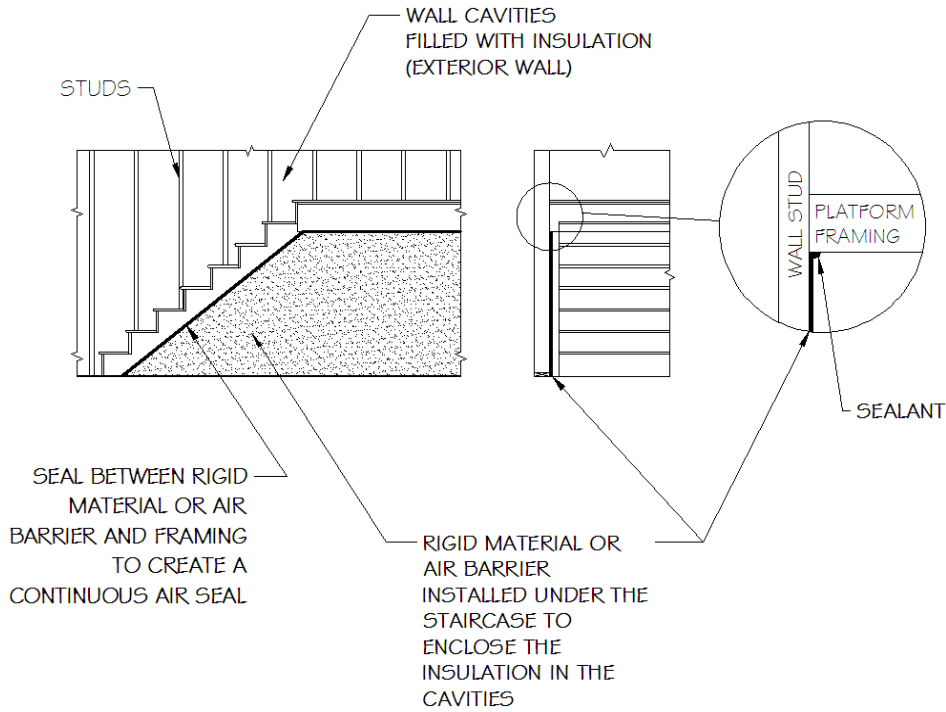 WALL CAVITIES
FILLED WITH INSULATION
(EXTERIOR WALL)
STUDS
WALL STUD
PLATFORM
FRAMING
SEALANT
SEAL BETWEEN RIGID
MATERIAL OR AIR
BARRIER AND FRAMING
TO CREATE A
CONTINUOUS AIR SEAL
RIGID MATERIAL OR
AIR BARRIER
INSTALLED UNDER THE
STAIRCASE TO
ENCLOSE THE
INSULATION IN THE
CAVITIES